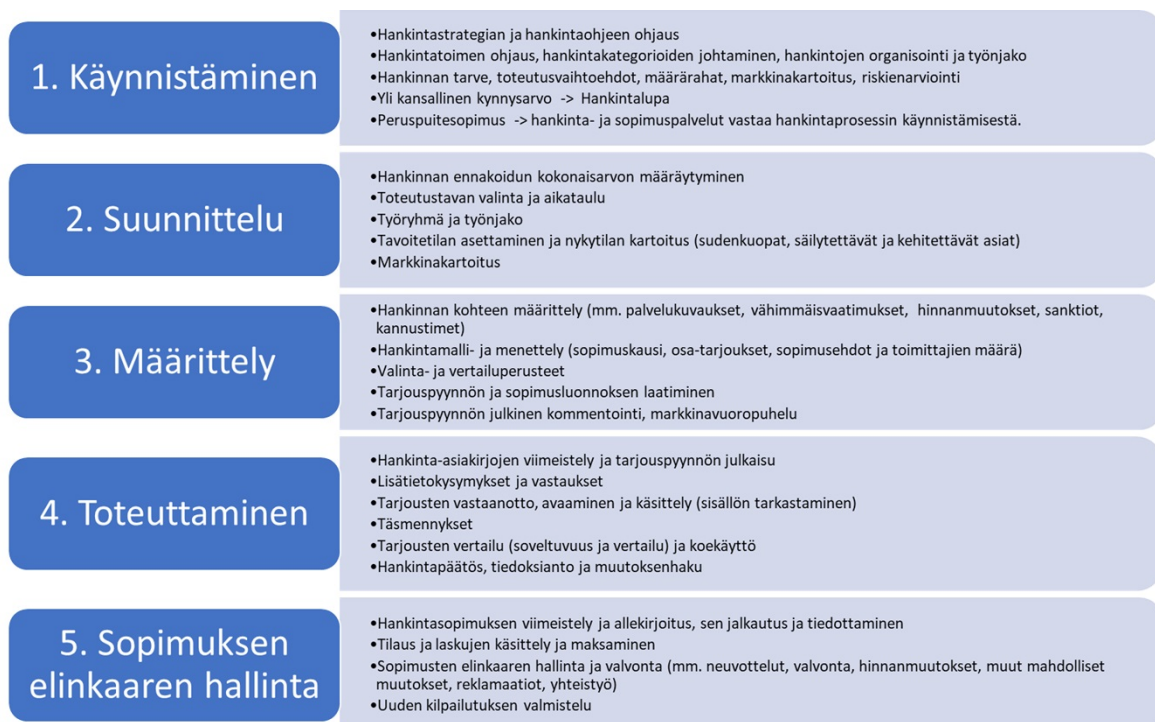 1. Käynnistäminen
•Hankintastrategian ja hankintaohjeen ohjaus
•Hankintatoimen ohjaus, hankintakategorioiden johtaminen, hankintojen organisointi ja työnjako
•Hankinnan tarve, toteutusvaihtoehdot, määrärahat, markkinakartoitus, riskienarviointi
•Yli kansallinen kynnysarvo -> Hankintalupa
•Peruspuitesopimus -> hankinta- ja sopimuspalvelut vastaa hankintaprosessin käynnistämisestä.
2. Suunnittelu
•Hankinnan ennakoidun kokonaisarvon määräytyminen
•Toteutustavan valinta ja aikataulu
•Työryhmä ja työnjako
•Tavoitetilan asettaminen ja nykytilan kartoitus (sudenkuopat, säilytettävät ja kehitettävät asiat)
•Markkinakartoitus
3. Määrittely
•Hankinnan kohteen määrittely (mm. palvelukuvaukset, vähimmäisvaatimukset, hinnanmuutokset, sanktiot,
kannustimet)
•Hankintamalli- ja menettely (sopimuskausi, osa-tarjoukset, sopimusehdot ja toimittajien määrä)
•Valinta- ja vertailuperusteet
•Tarjouspyynnön ja sopimusluonnoksen laatiminen
•Tarjouspyynnön julkinen kommentointi, markkinavuoropuhelu
4. Toteuttaminen
•Hankinta-asiakirjojen viimeistely ja tarjouspyynnön julkaisu
•Lisätietokysymykset ja vastaukset
•Tarjousten vastaanotto, avaaminen ja käsittely (sisällön tarkastaminen)
•Täsmennykset
•Tarjousten vertailu (soveltuvuus ja vertailu) ja koekäyttö
•Hankintapäätös, tiedoksianto ja muutoksenhaku
5. Sopimuksen
elinkaaren hallinta
•Hankintasopimuksen viimeistely ja allekirjoitus, sen jalkautus ja tiedottaminen
•Tilaus ja laskujen käsittely ja maksaminen
•Sopimusten elinkaaren hallinta ja valvonta (mm. neuvottelut, valvonta, hinnanmuutokset, muut mahdolliset
muutokset, reklamaatiot, yhteistyö)
•Uuden kilpailutuksen valmistelu